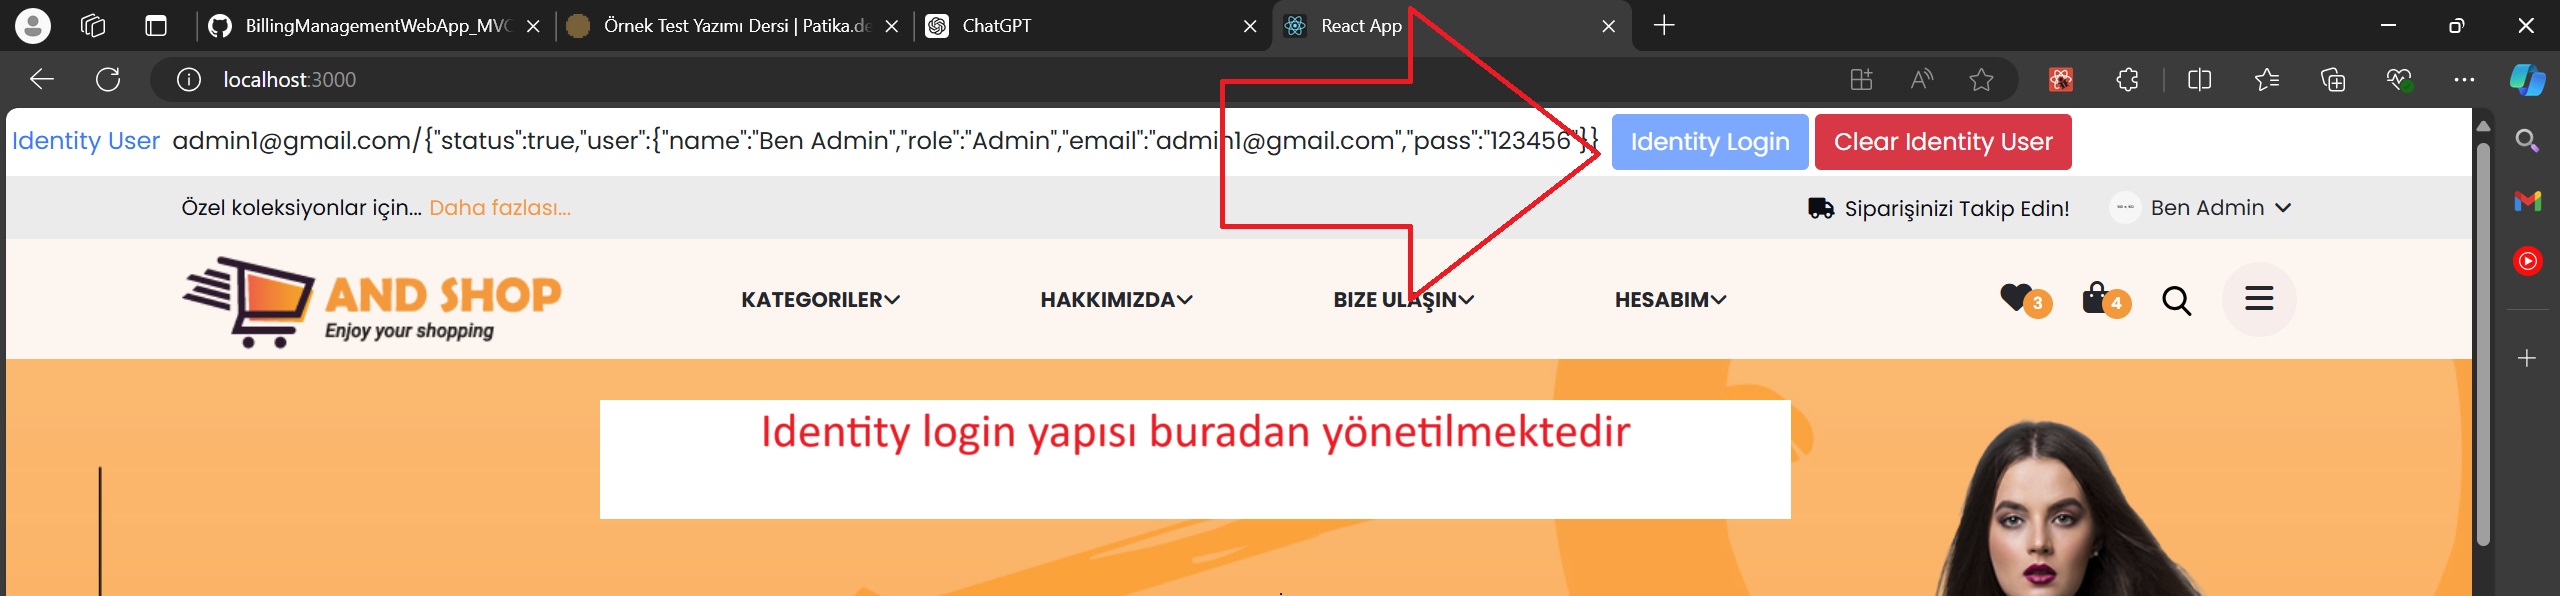 BillingManagementWebApp_MVC
Örnek Test Yazımı Dersi | Patika.de
ChatGPT
React App
localhost:3000
Identity User admin1@gmail.com/{"status":true,"user":{"name":"Ben Admin","role":"Admin","email":"admin1@gmail.com","pass":"123456"}} Identity Login Clear Identity User
Özel koleksiyonlar için... Daha fazlası...
Siparişinizi Takip Edin!
Ben Admin
AND SHOP
Enjoy your shopping
KATEGORILER
HAKKIMIZDA
BIZE ULAŞIN
HESABIM
3
4
Identity login yapısı buradan yönetilmektedir